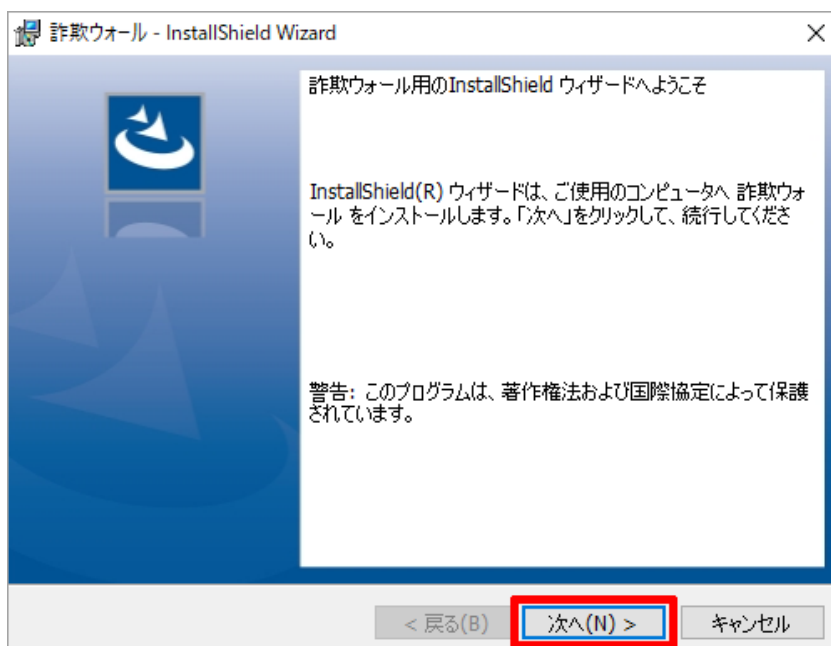 詐欺ウォール - InstallShield Wizard
詐欺ウォール用のInstallShield ウィザードへようこそ
InstallShield(R) ウィザードは、ご使用のコンピュータへ 詐欺ウォ
ール をインストールします。「次へ」をクリックして、続行してくださ
い。
警告: このプログラムは、著作権法および国際協定によって保護
されています。
< 戻る(B)
次へ(N) >
キャンセル